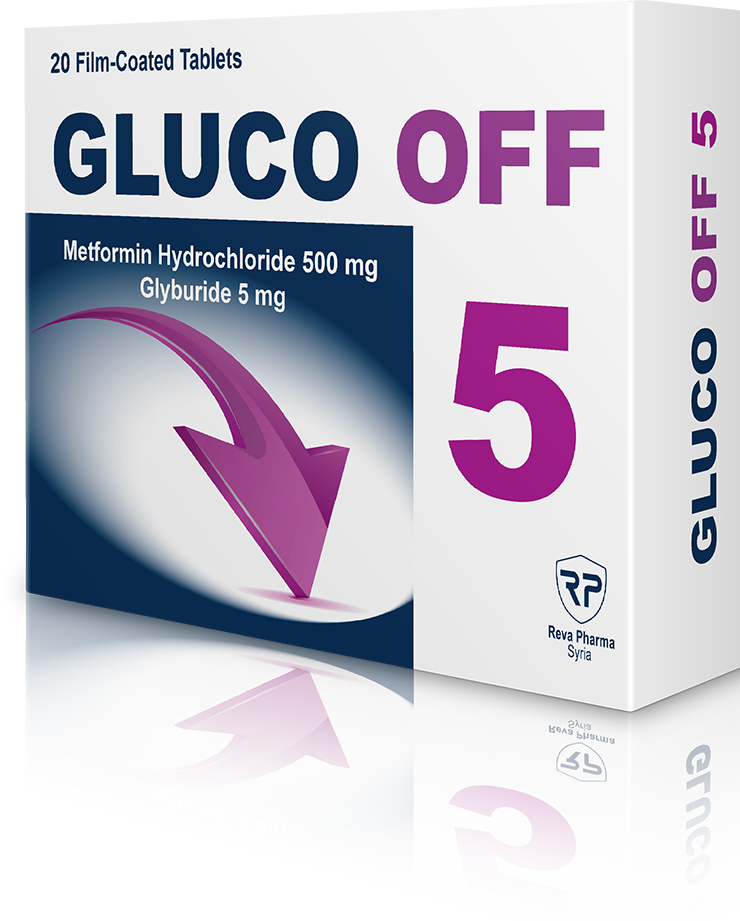 20 Film-Coated Tablets
GLUCO OFF
Metformin Hydrochloride 500 mg
Glyburide 5 mg
5
RP
Reva Pharma
Syria
GLUCO OFF 5